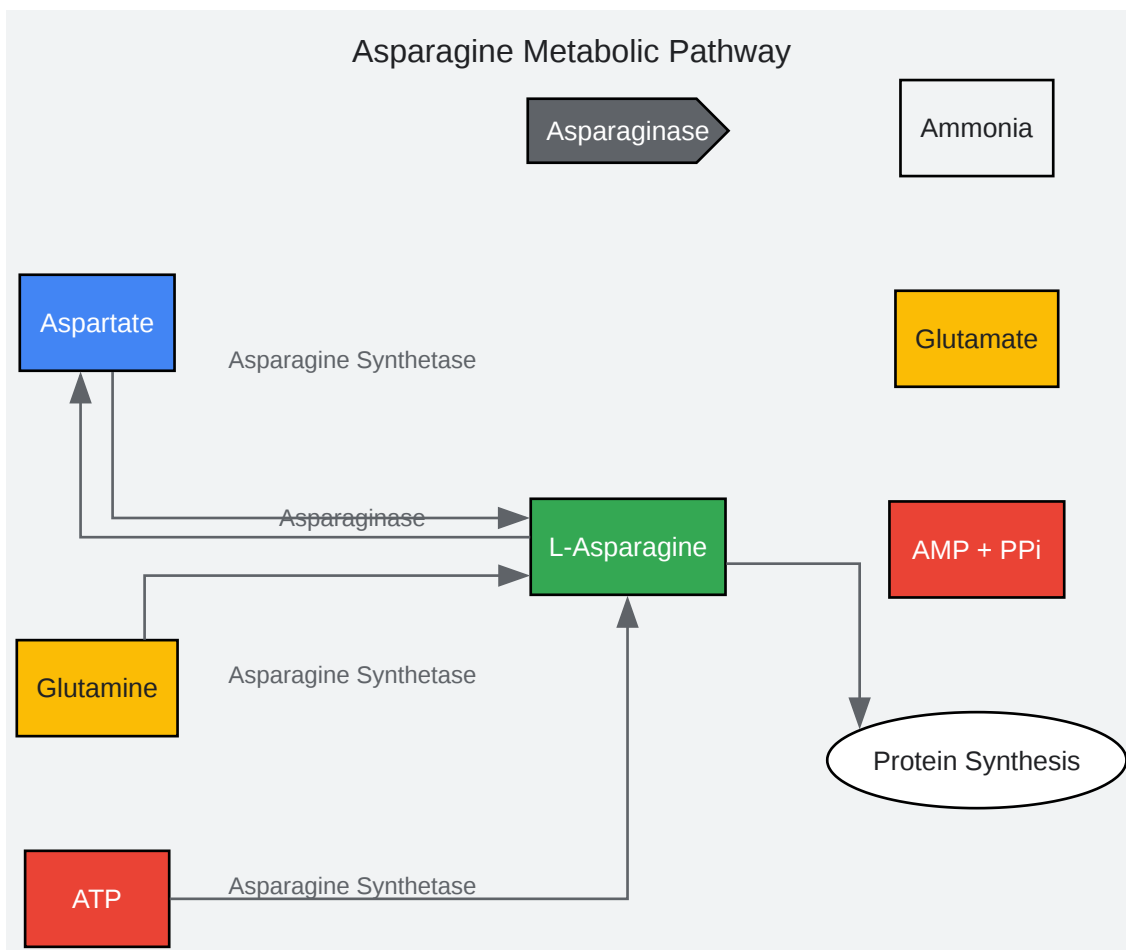 Asparagine Metabolic Pathway
Asparaginase
Ammonia
Aspartate
Glutamate
Asparagine Synthetase
Asparaginase
L-Asparagine
AMP + PPi
Glutamine
Asparagine Synthetase
Protein Synthesis
ATP
Asparagine Synthetase